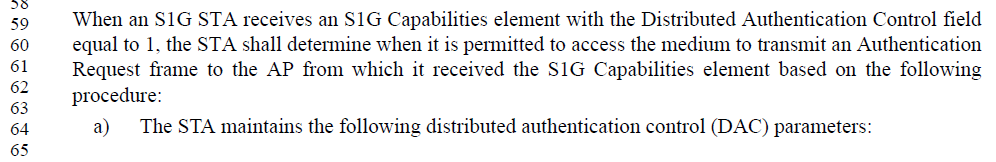 58
59 When an S1G STA receives an S1G Capabilities element with the Distributed Authentication Control field
60 equal to 1, the STA shall determine when it is permitted to access the medium to transmit an Authentication
61 Request frame to the AP from which it received the S1G Capabilities element based on the following
62
63 procedure:
64 a) The STA maintains the following distributed authentication control (DAC) parameters:
65